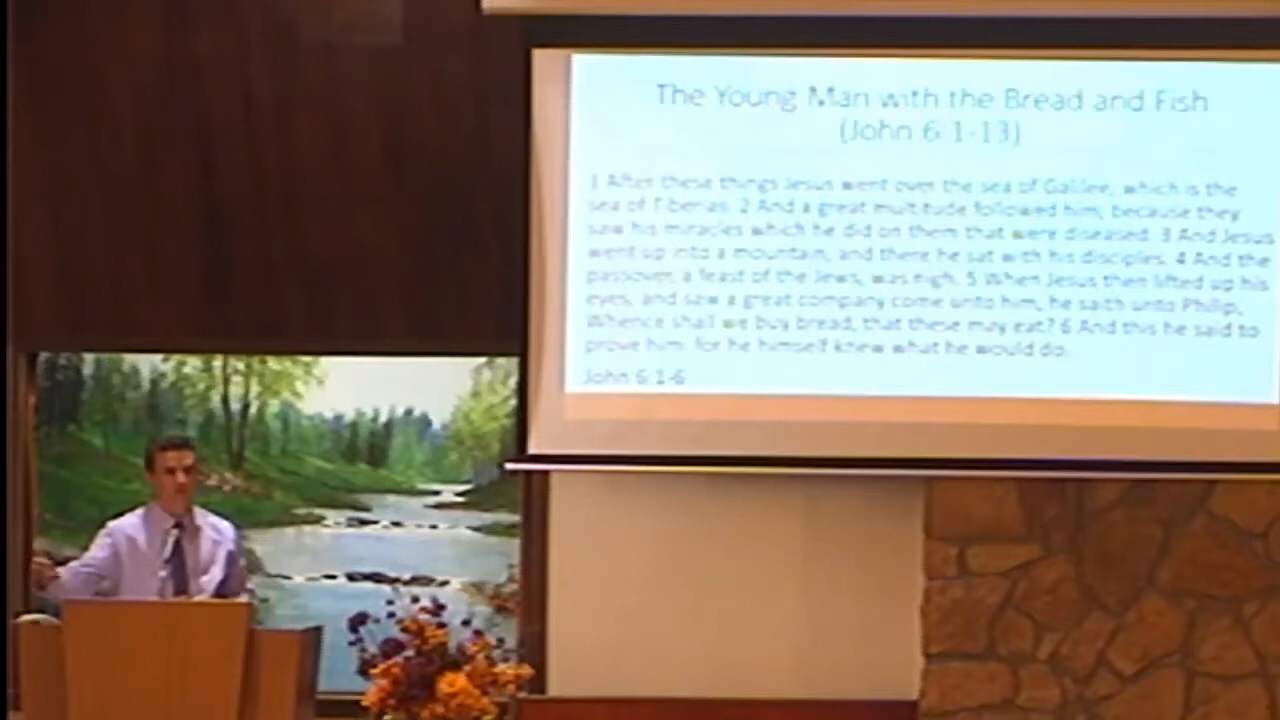 The Young Man with the Bread and Fish
(John 6:1-13)
1 After these things Jesus went over the sea of Galilee, which is the
sea of Tiberias. 2 And a great multitude followed him, because they
saw his miracles which he did on them that were diseased. 3 And Jesus
went up into a mountain, and there he sat with his disciples. 4 And the
passover, a feast of the Jews, was nigh. 5 When Jesus then lifted up his
eyes, and saw a great company come unto him, he saith unto Philip,
Whence shall we buy bread, that these may eat? 6 And this he said to
prove him: for he himself knew what he would do.
John 6:1-6